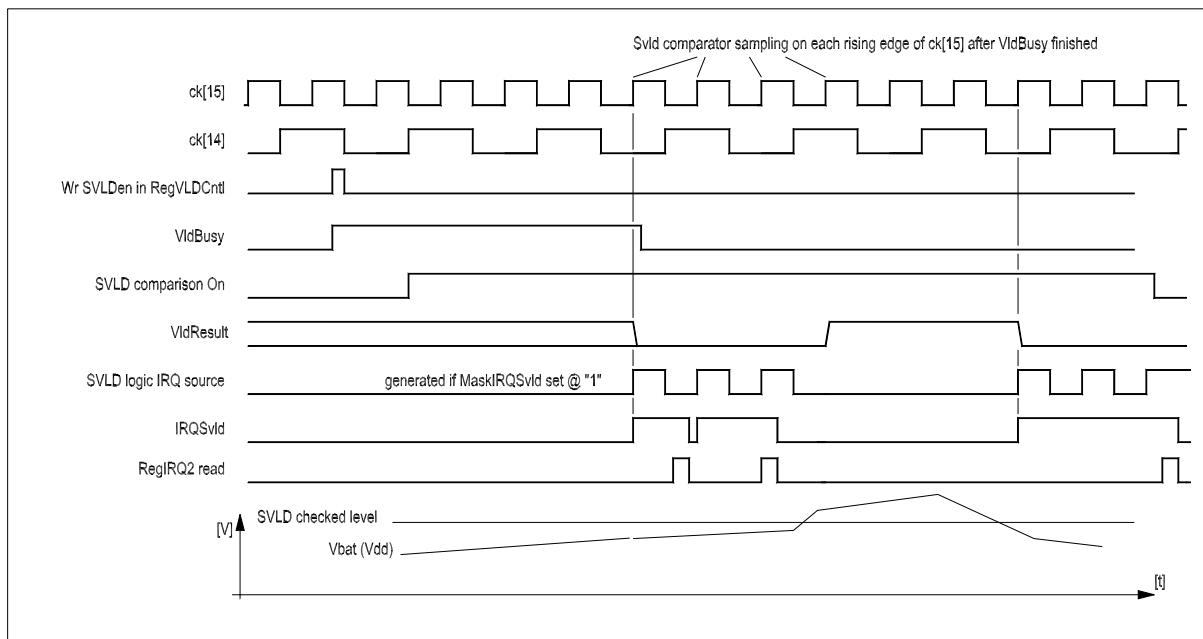 Svld comparator sampling on each rising edge of ck[15] after VldBusy finished
ck[15]
ck[14]
Wr SVLDen in RegVLDCntl
VldBusy
SVLD comparison On
VldResult
SVLD logic IRQ source
generated if MaskIRQSvld set @ "1"
IRQSvld
RegIRQ2 read
SVLD checked level
[V]
Vbat (Vdd)
[t]